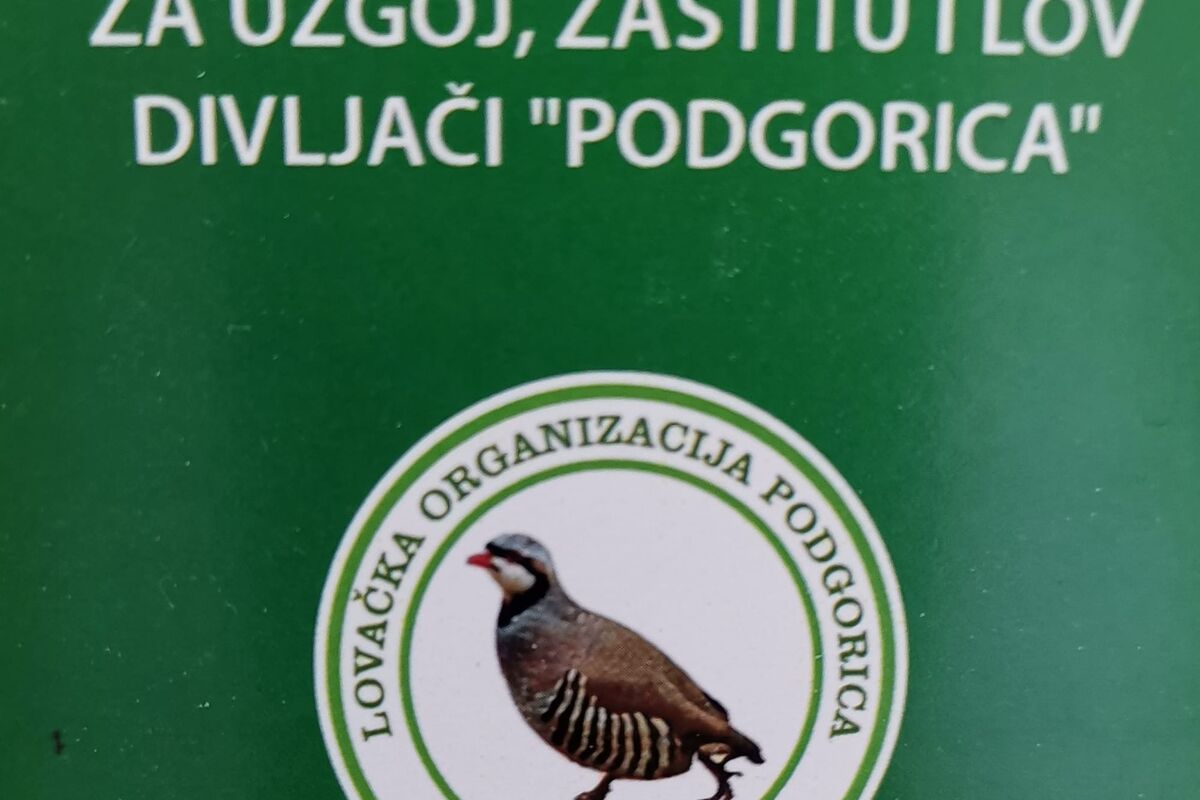 ZA UZGOJ, ZAŠTITU I LOV
DIVLJAČI "PODGORICA"
LOVAČKA ORGANIZACIJA PODGORICA